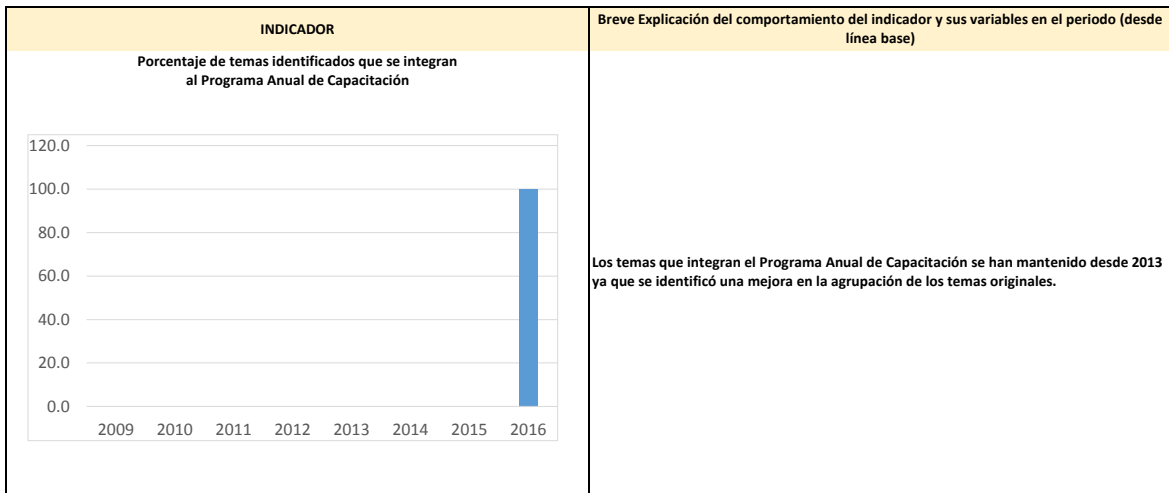 INDICADOR
Breve Explicación del comportamiento del indicador y sus variables en el periodo (desde
línea base)
Porcentaje de temas identificados que se integran
al Programa Anual de Capacitación
120.0
100.0
80.0
60.0
40.0
20.0
0.0
2009 2010 2011 2012 2013 2014 2015 2016
Los temas que integran el Programa Anual de Capacitación se han mantenido desde 2013
ya que se identificó una mejora en la agrupación de los temas originales.